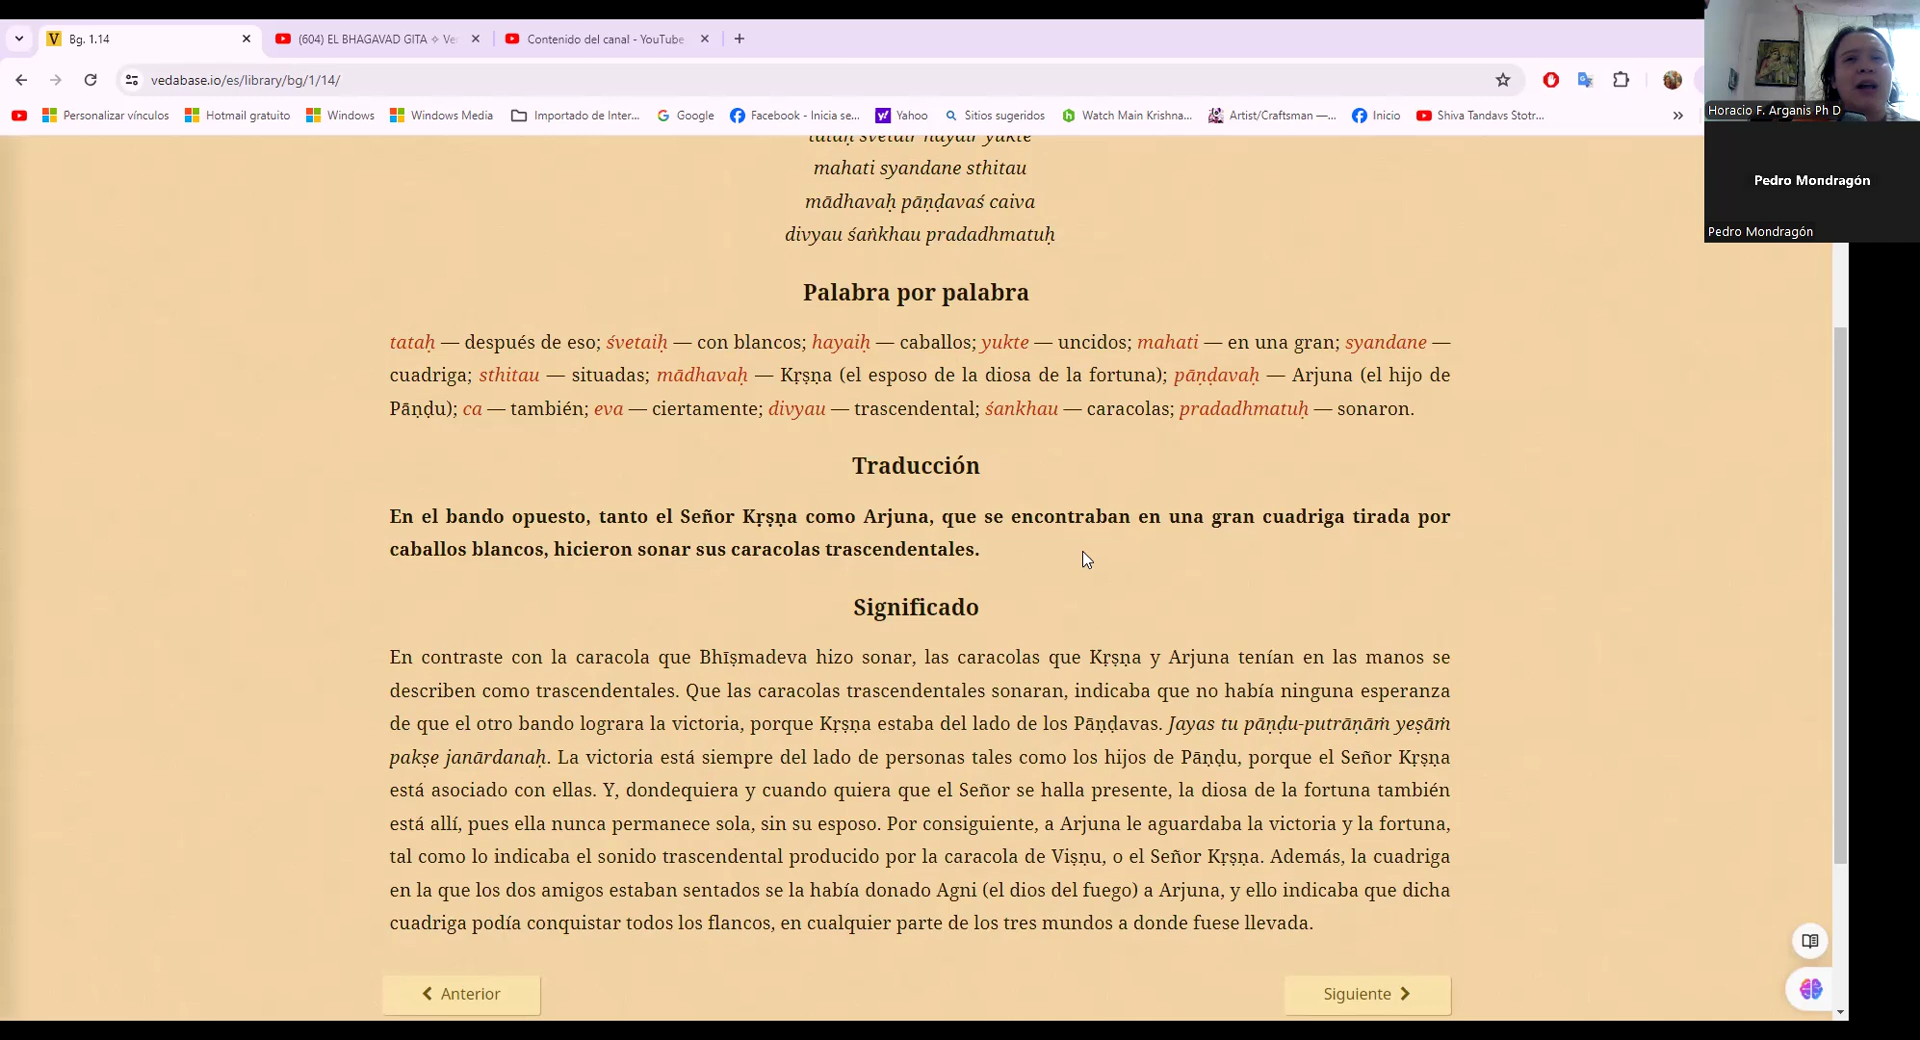 Bg. 1.14
(604) EL BHAGAVAD GITA ✧ Ve
Contenido del canal - YouTube
vedabase.io/es/library/bg/1/14/
Personalizar vínculos
Hotmail gratuito
Windows
Windows Media
Importado de Inter...
Google
Facebook - Inicia se...
Yahoo
Sitios sugeridos
Watch Main Krishna...
Artist/Craftsman —...
Inicio
Shiva Tandavs Stotr...
Horacio F. Arganis Ph D
Pedro Mondragón
Pedro Mondragón
tataḥ śvetair hayair yukte
mahati syandane sthitau
mādhavaḥ pāṇḍavaś caiva
divyau śaṅkhau pradadhmatuḥ
Palabra por palabra
tataḥ — después de eso; śvetaiḥ — con blancos; hayaiḥ — caballos; yukte — uncidos; mahati — en una gran; syandane —
cuadriga; sthitau — situadas; mādhavaḥ — Kṛṣṇa (el esposo de la diosa de la fortuna); pāṇḍavaḥ — Arjuna (el hijo de
Pāṇḍu); ca — también; eva — ciertamente; divyau — trascendental; śankhau — caracolas; pradadhmatuḥ — sonaron.
Traducción
En el bando opuesto, tanto el Señor Kṛṣṇa como Arjuna, que se encontraban en una gran cuadriga tirada por
caballos blancos, hicieron sonar sus caracolas trascendentales.
Significado
En contraste con la caracola que Bhīṣmadeva hizo sonar, las caracolas que Kṛṣṇa y Arjuna tenían en las manos se
describen como trascendentales. Que las caracolas trascendentales sonaran, indicaba que no había ninguna esperanza
de que el otro bando lograra la victoria, porque Kṛṣṇa estaba del lado de los Pāṇḍavas. Jayas tu pāṇḍu-putrāṇāṁ yeṣāṁ
pakṣe janārdanaḥ. La victoria está siempre del lado de personas tales como los hijos de Pāṇḍu, porque el Señor Kṛṣṇa
está asociado con ellas. Y, dondequiera y cuando quiera que el Señor se halla presente, la diosa de la fortuna también
está allí, pues ella nunca permanece sola, sin su esposo. Por consiguiente, a Arjuna le aguardaba la victoria y la fortuna,
tal como lo indicaba el sonido trascendental producido por la caracola de Viṣṇu, o el Señor Kṛṣṇa. Además, la cuadriga
en la que los dos amigos estaban sentados se la había donado Agni (el dios del fuego) a Arjuna, y ello indicaba que dicha
cuadriga podía conquistar todos los flancos, en cualquier parte de los tres mundos a donde fuese llevada.
Anterior
Siguiente